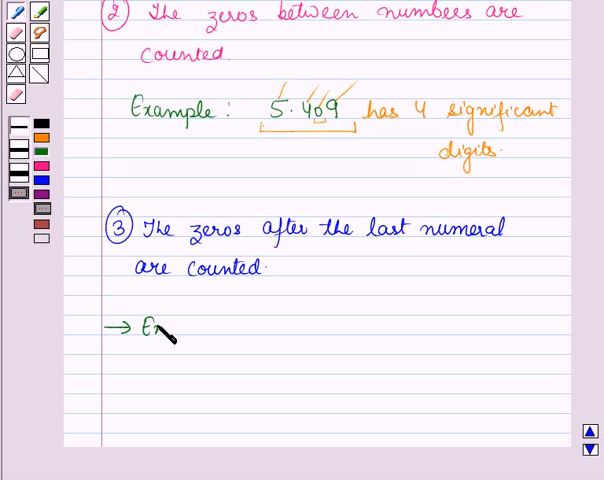 ② The zeros between numbers are
counted.
Example : 5.409 has 4 significant
digits.
③ The zeros after the last numeral
are counted.
→ Ex